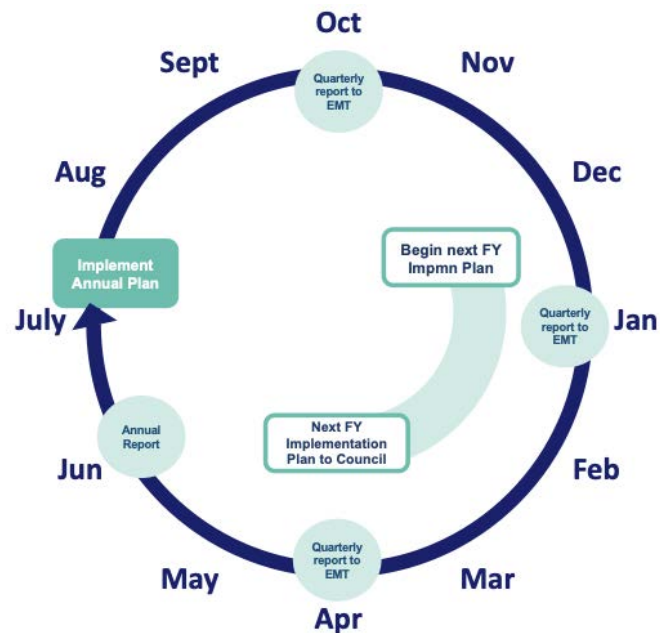 Oct
Sept
Quarterly
report to
EMT
Nov
Aug
Dec
Implement
Annual Plan
Begin next FY
Impmn Plan
July
Quarterly
report to
EMT
Jan
Annual
Report
Next FY
Implementation
Plan to Council
Jun
Feb
May
Quarterly
report to
EMT
Mar
Apr